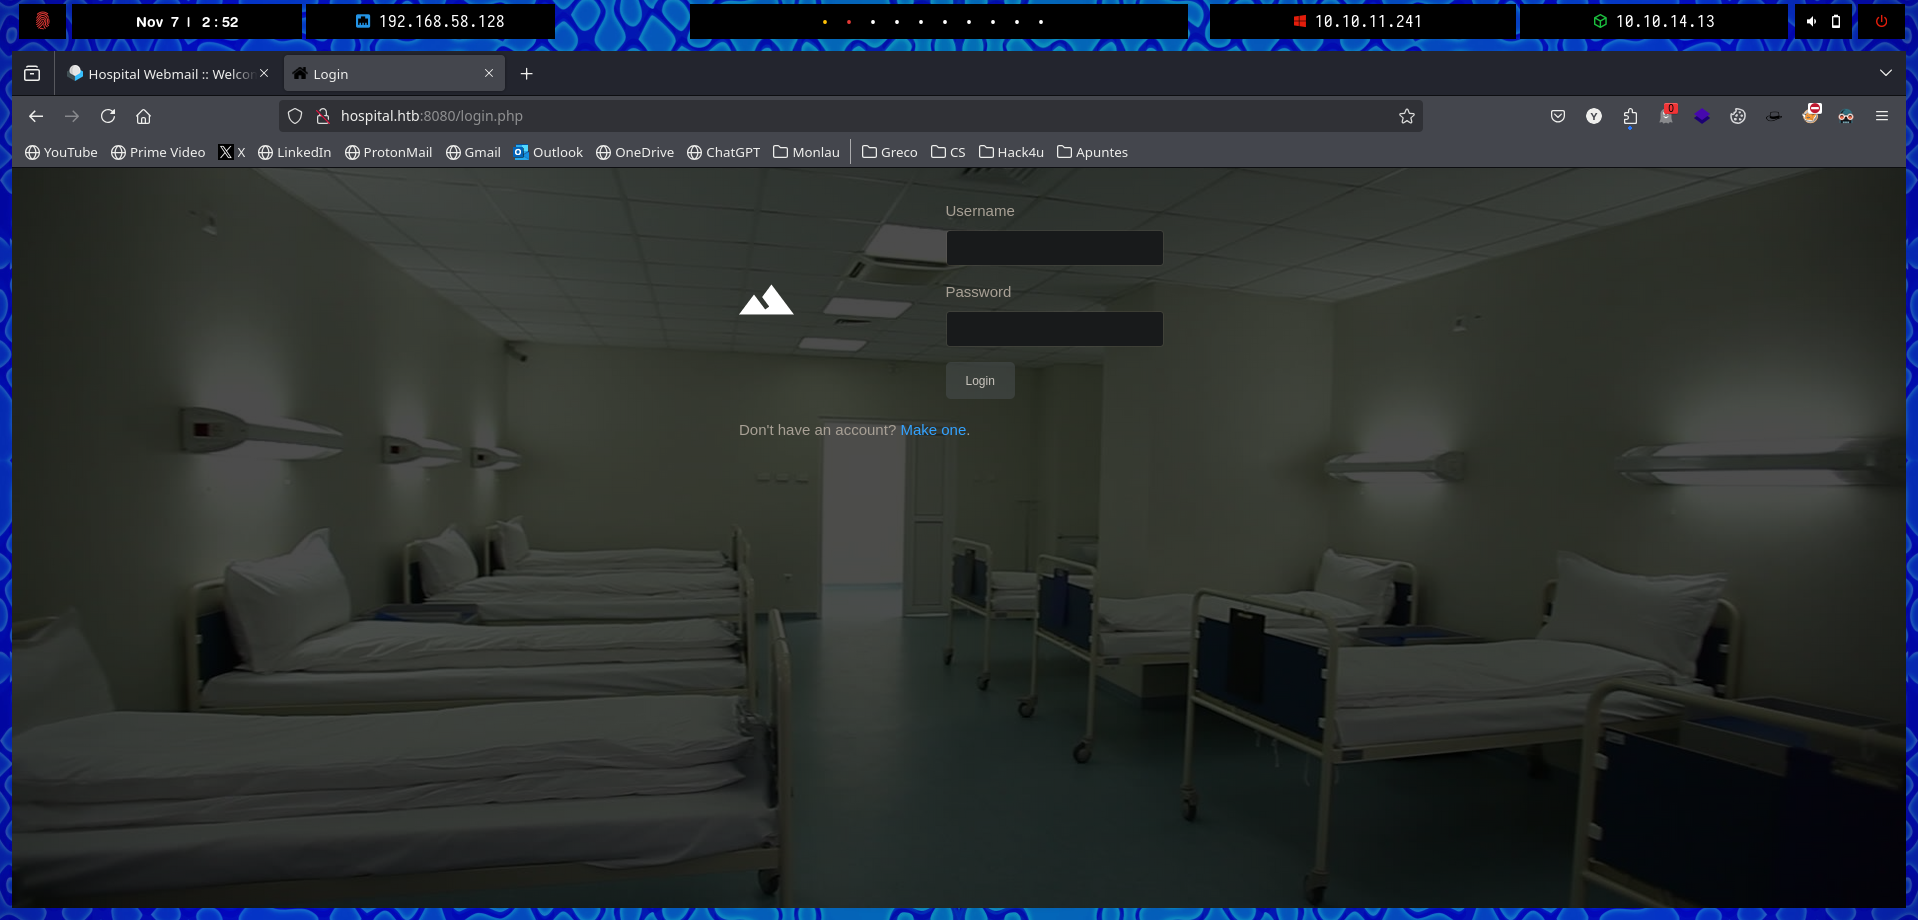 Nov 7 | 2:52
192.168.58.128
10.10.11.241
10.10.14.13
Hospital Webmail :: Welcor
Login
hospital.htb:8080/login.php
0
YouTube
Prime Video
X
LinkedIn
ProtonMail
Gmail
Outlook
OneDrive
ChatGPT
Monlau
Greco
CS
Hack4u
Apuntes
Username
Password
Login
Don't have an account? Make one.